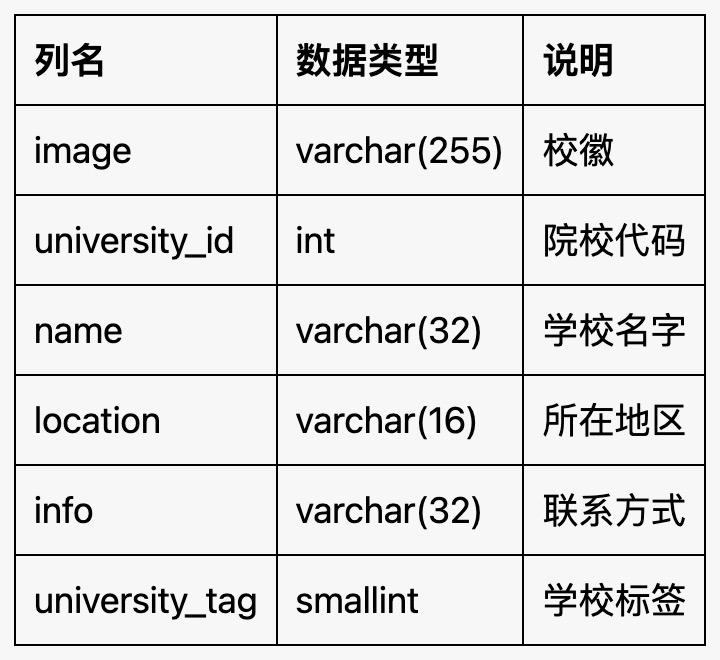 列名 数据类型 说明
image varchar(255) 校徽
university_id int 院校代码
name varchar(32) 学校名字
location varchar(16) 所在地区
info varchar(32) 联系方式
university_tag smallint 学校标签